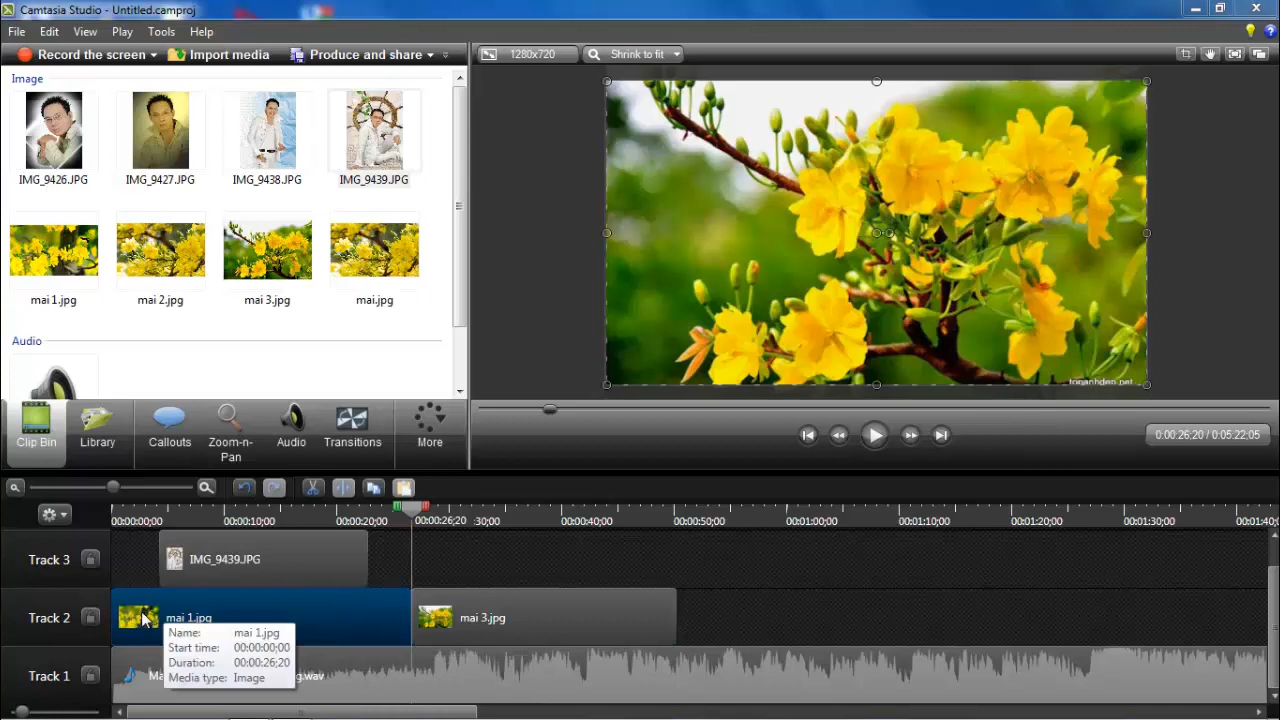 Camtasia Studio - Untitled.camproj
File Edit View Play Tools Help
Record the screen Import media Produce and share
1280x720 Shrink to fit
Image
IMG_9426.JPG IMG_9427.JPG IMG_9438.JPG IMG_9439.JPG
mai 1.jpg mai 2.jpg mai 3.jpg mai.jpg
Audio
Clip Bin Library Callouts Zoom-n-Pan Audio Transitions More
0:00:26;20 / 0:05:22;05
00:00:00;00 00:00:10;00 00:00:20;00 00:00:26;20 :30;00 00:00:40;00 00:00:50;00 00:01:00;00 00:01:10;00 00:01:20;00 00:01:30;00 00:01:40;0
Track 3 IMG_9439.JPG
Track 2 mai 1.jpg mai 3.jpg
Name: mai 1.jpg
Start time: 00:00:00;00
Duration: 00:00:26;20
Media type: Image
Track 1 g.wav